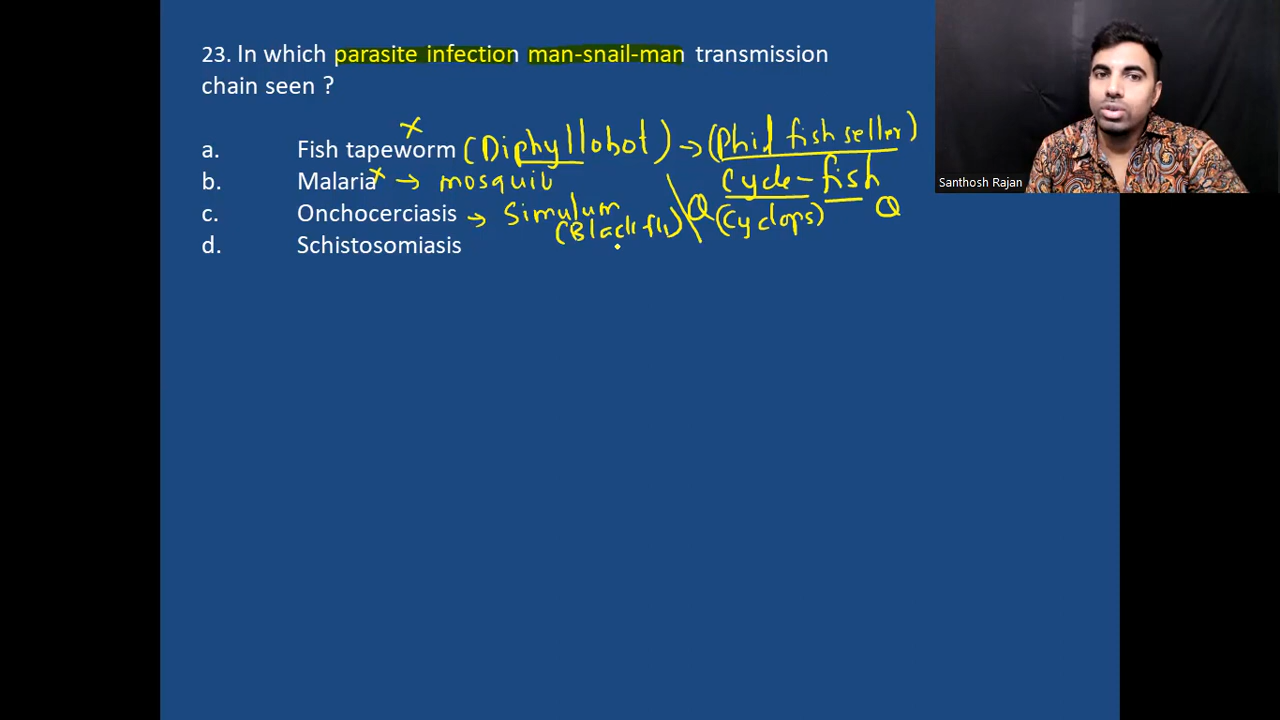 23. In which parasite infection man-snail-man transmission
chain seen ?
a. Fish tapeworm (Diphyllobot) → (Phil fish seller)
Cycle - fish
b. Malaria x → mosquito
c. Onchocerciasis → Simulum
(Black fly) (Cyclops)
d. Schistosomiasis
Santhosh Rajan